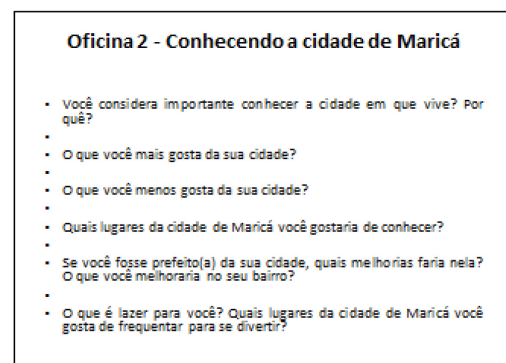 Oficina 2 - Conhecendo a cidade de Maricá
• Você considera importante conhecer a cidade em que vive? Por
quê?
•
• O que você mais gosta da sua cidade?
•
• O que você menos gosta da sua cidade?
•
• Quais lugares da cidade de Maricá você gostaria de conhecer?
•
• Se você fosse prefeito(a) da sua cidade, quais melhorias faria nela?
O que você melhoraria no seu bairro?
•
• O que é lazer para você? Quais lugares da cidade de Maricá você
gosta de frequentar para se divertir?